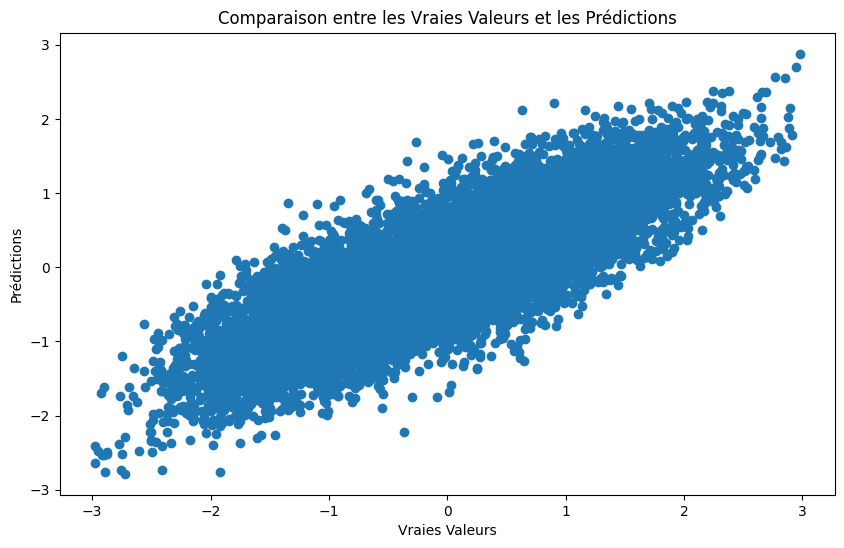 Comparaison entre les Vraies Valeurs et les Prédictions
3
2
1
0
−1
−2
−3
Prédictions
−3 −2 −1 0 1 2 3
Vraies Valeurs